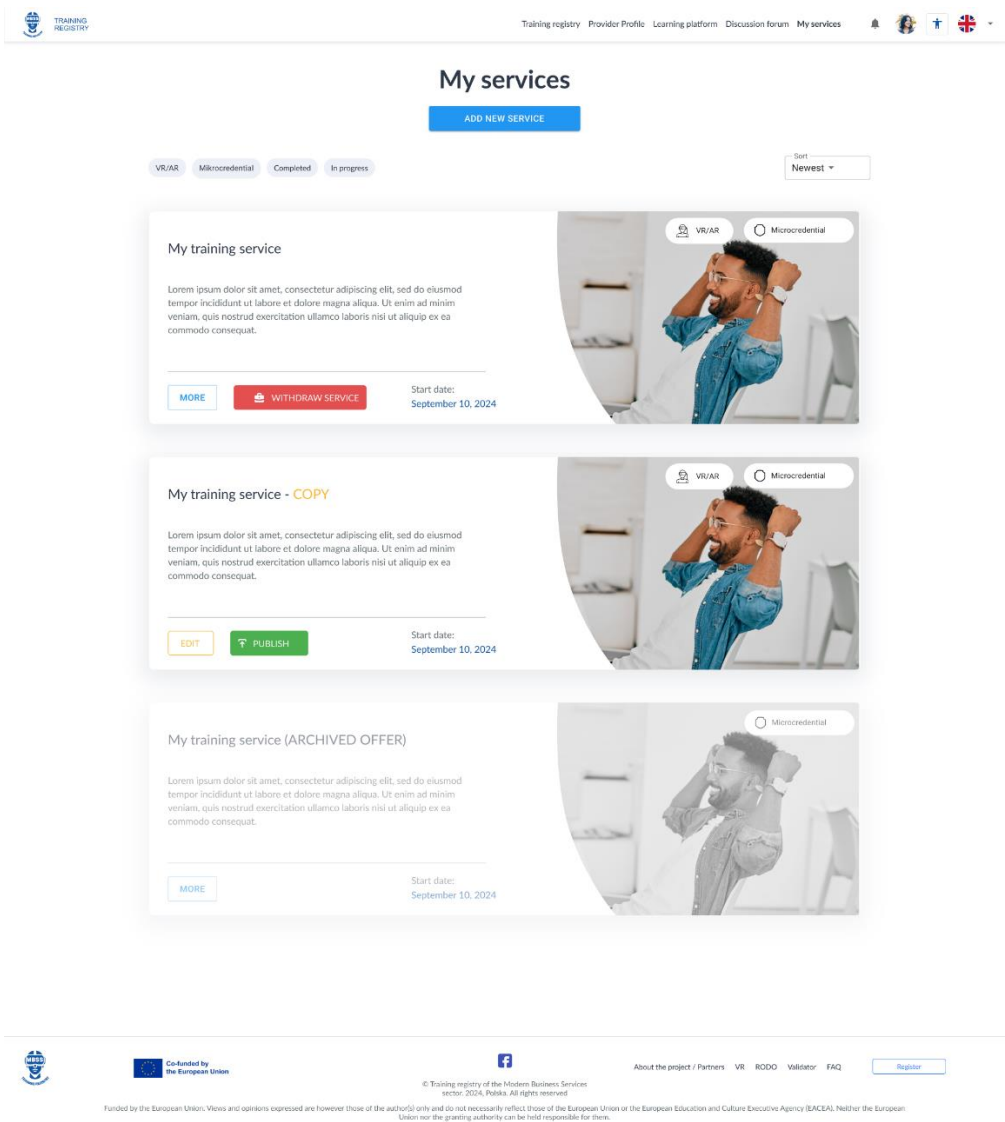 MBSS
TRAINING
REGISTRY
Training registry Provider Profile Learning platform Discussion forum My services
My services
ADD NEW SERVICE
VR/AR Mikrocredential Completed In progress
Sort
Newest
VR/AR Microcredential
My training service
Lorem ipsum dolor sit amet, consectetur adipiscing elit, sed do eiusmod
tempor incididunt ut labore et dolore magna aliqua. Ut enim ad minim
veniam, quis nostrud exercitation ullamco laboris nisi ut aliquip ex ea
commodo consequat.
MORE WITHDRAW SERVICE
Start date:
September 10, 2024
VR/AR Microcredential
My training service - COPY
Lorem ipsum dolor sit amet, consectetur adipiscing elit, sed do eiusmod
tempor incididunt ut labore et dolore magna aliqua. Ut enim ad minim
veniam, quis nostrud exercitation ullamco laboris nisi ut aliquip ex ea
commodo consequat.
EDIT PUBLISH
Start date:
September 10, 2024
Microcredential
My training service (ARCHIVED OFFER)
Lorem ipsum dolor sit amet, consectetur adipiscing elit, sed do eiusmod
tempor incididunt ut labore et dolore magna aliqua. Ut enim ad minim
veniam, quis nostrud exercitation ullamco laboris nisi ut aliquip ex ea
commodo consequat.
MORE
Start date:
September 10, 2024
MBSS
Co-funded by
the European Union
© Training registry of the Modern Business Services
sector. 2024, Polska. All rights reserved
About the project / Partners VR RODO Validator FAQ
Register
Funded by the European Union. Views and opinions expressed are however those of the author(s) only and do not necessarily reflect those of the European Union or the European Education and Culture Executive Agency (EACEA). Neither the European
Union nor the granting authority can be held responsible for them.